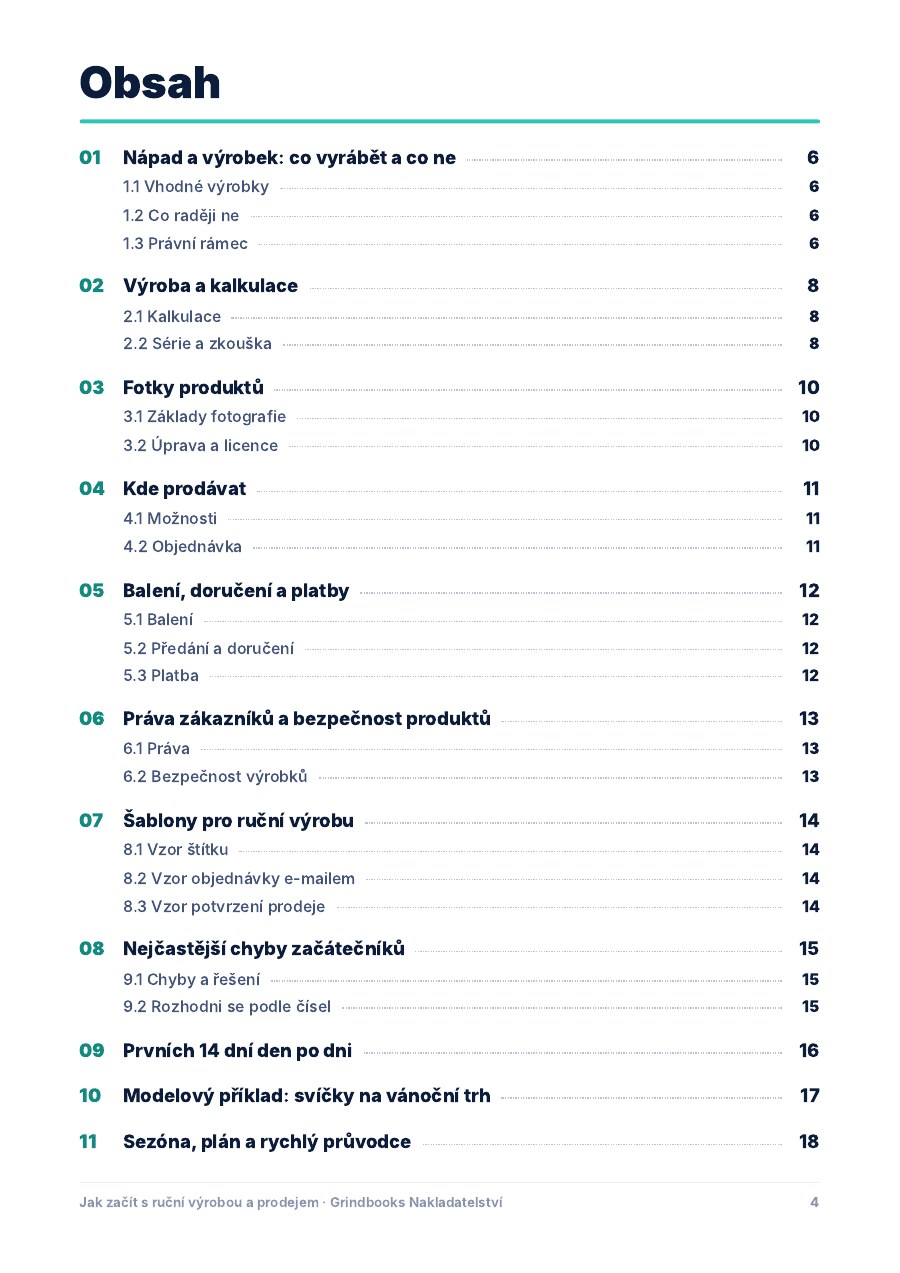 Obsah
01 Nápad a výrobek: co vyrábět a co ne 6
1.1 Vhodné výrobky 6
1.2 Co raději ne 6
1.3 Právní rámec 6
02 Výroba a kalkulace 8
2.1 Kalkulace 8
2.2 Série a zkouška 8
03 Fotky produktů 10
3.1 Základy fotografie 10
3.2 Úprava a licence 10
04 Kde prodávat 11
4.1 Možnosti 11
4.2 Objednávka 11
05 Balení, doručení a platby 12
5.1 Balení 12
5.2 Předání a doručení 12
5.3 Platba 12
06 Práva zákazníků a bezpečnost produktů 13
6.1 Práva 13
6.2 Bezpečnost výrobků 13
07 Šablony pro ruční výrobu 14
8.1 Vzor štítku 14
8.2 Vzor objednávky e-mailem 14
8.3 Vzor potvrzení prodeje 14
08 Nejčastější chyby začátečníků 15
9.1 Chyby a řešení 15
9.2 Rozhodni se podle čísel 15
09 Prvních 14 dní den po dni 16
10 Modelový příklad: svíčky na vánoční trh 17
11 Sezóna, plán a rychlý průvodce 18
Jak začít s ruční výrobou a prodejem · Grindbooks Nakladatelství 4